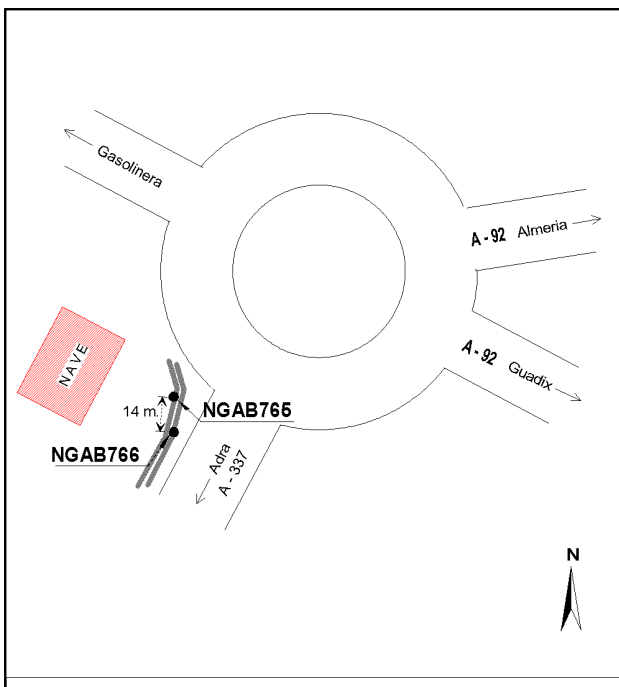 Gasolinera
A - 92 Almeria
A - 92 Guadix
NAVE
14 m.
NGAB765
NGAB766
Adra
A - 337
N